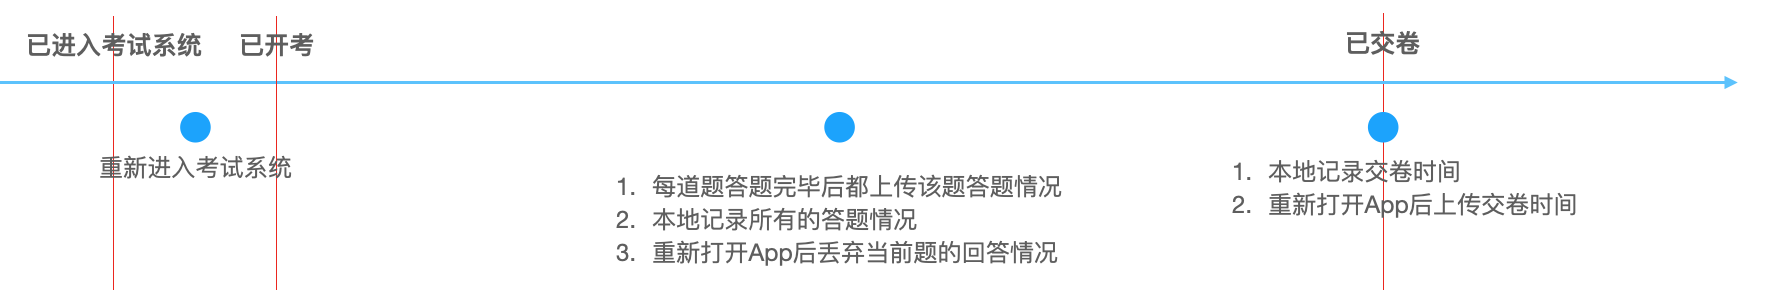 已进入考试系统
已开考
已交卷
重新进入考试系统
1. 每道题答题完毕后都上传该题答题情况
2. 本地记录所有的答题情况
3. 重新打开App后丢弃当前题的回答情况
1. 本地记录交卷时间
2. 重新打开App后上传交卷时间